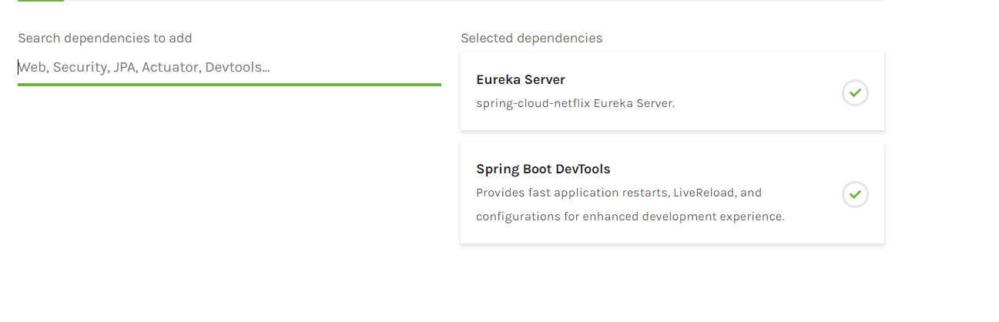 Search dependencies to add
Web, Security, JPA, Actuator, Devtools...
Selected dependencies
Eureka Server
spring-cloud-netflix Eureka Server.
Spring Boot DevTools
Provides fast application restarts, LiveReload, and
configurations for enhanced development experience.